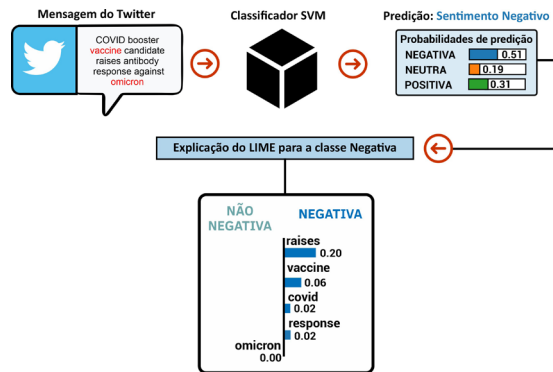 Mensagem do Twitter
COVID booster
vaccine candidate
raises antibody
response against
omicron
Classificador SVM
Predição: Sentimento Negativo
Probabilidades de predição
NEGATIVA 0.51
NEUTRA 0.19
POSITIVA 0.31
Explicação do LIME para a classe Negativa
NÃO
NEGATIVA
NEGATIVA
raises
0.20
vaccine
0.06
covid
0.02
response
0.02
omicron
0.00